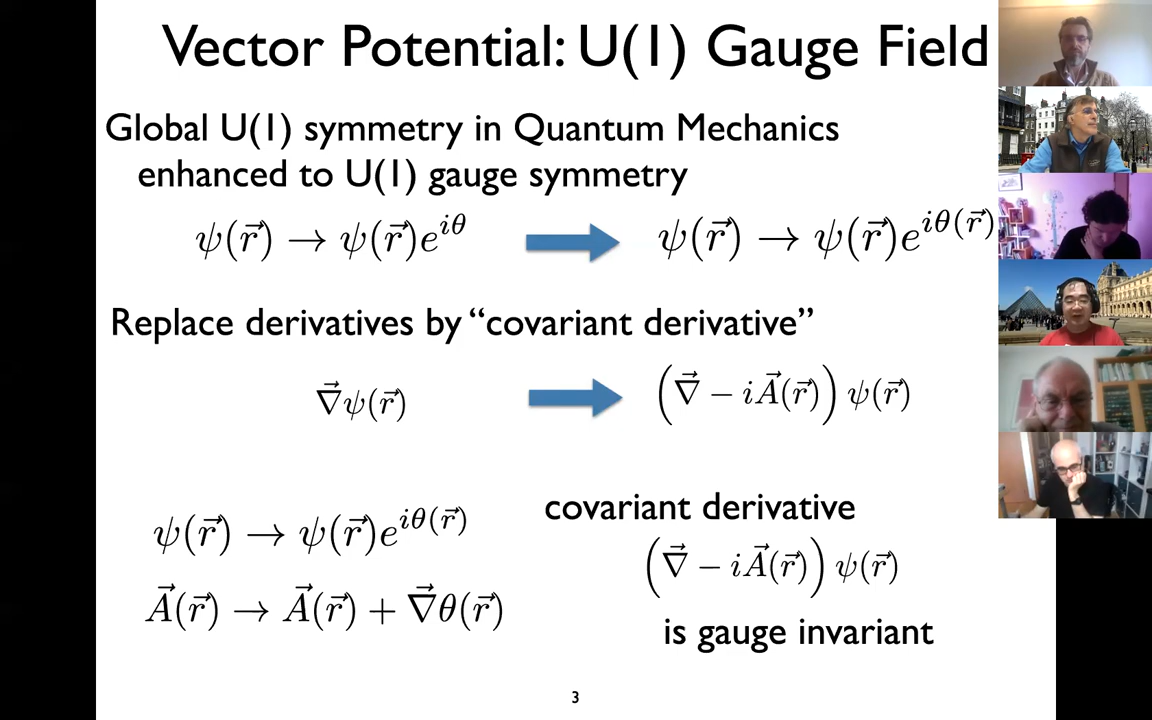 Vector Potential: U(1) Gauge Field
Global U(1) symmetry in Quantum Mechanics
enhanced to U(1) gauge symmetry
ψ(r⃗) → ψ(r⃗)e^{iθ} ψ(r⃗) → ψ(r⃗)e^{iθ(r⃗)}
Replace derivatives by “covariant derivative”
∇⃗ψ(r⃗) (∇⃗ − iA⃗(r⃗)) ψ(r⃗)
ψ(r⃗) → ψ(r⃗)e^{iθ(r⃗)}
A⃗(r⃗) → A⃗(r⃗) + ∇⃗θ(r⃗)
covariant derivative
(∇⃗ − iA⃗(r⃗)) ψ(r⃗)
is gauge invariant
3